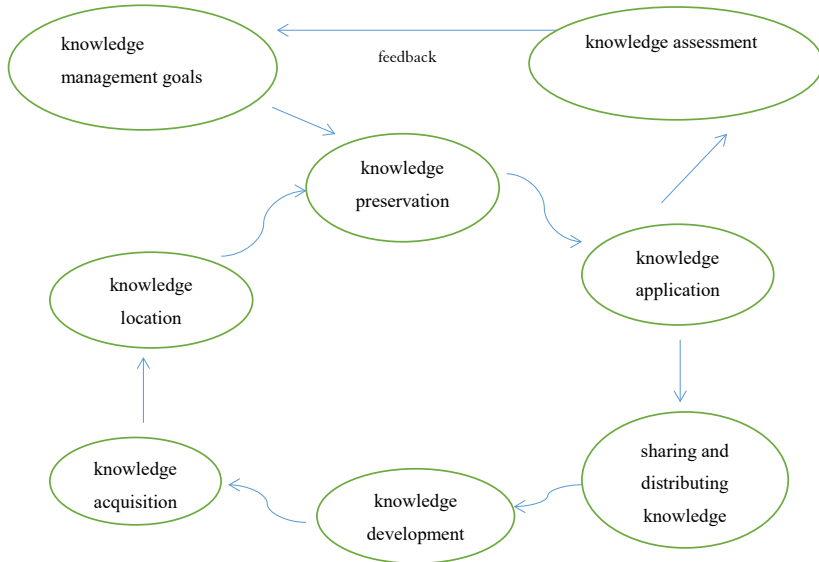 knowledge
management goals
feedback
knowledge assessment
knowledge
preservation
knowledge
application
knowledge
location
sharing and
distributing
knowledge
knowledge
acquisition
knowledge
development